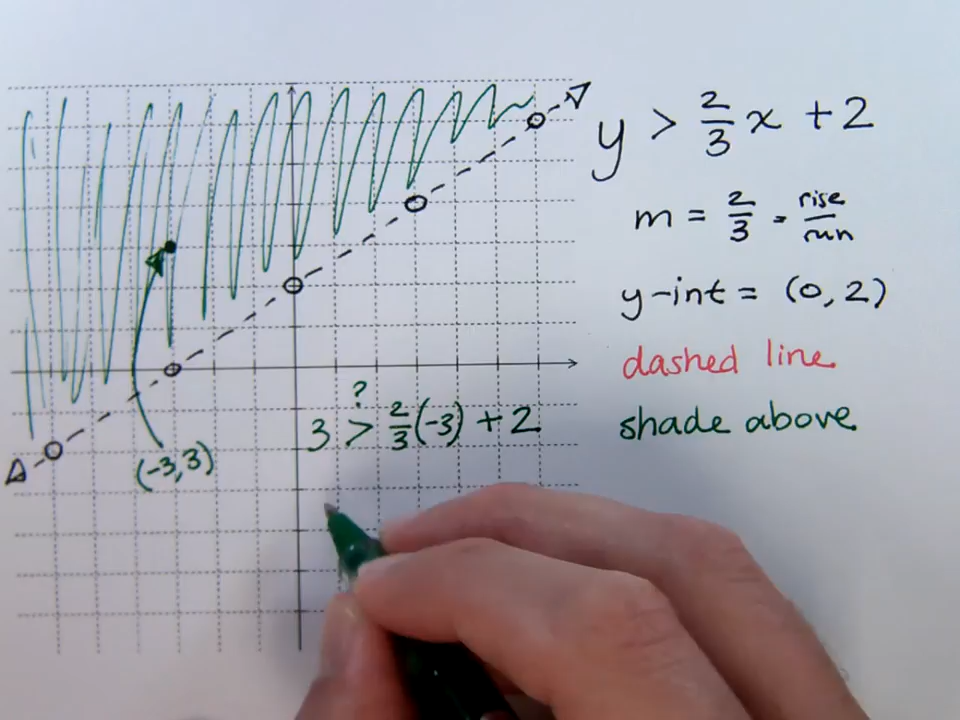 y > 2/3 x + 2
m = 2/3 = rise/run
y-int = (0, 2)
dashed line
shade above
?
3 > 2/3 (-3) + 2
(-3, 3)